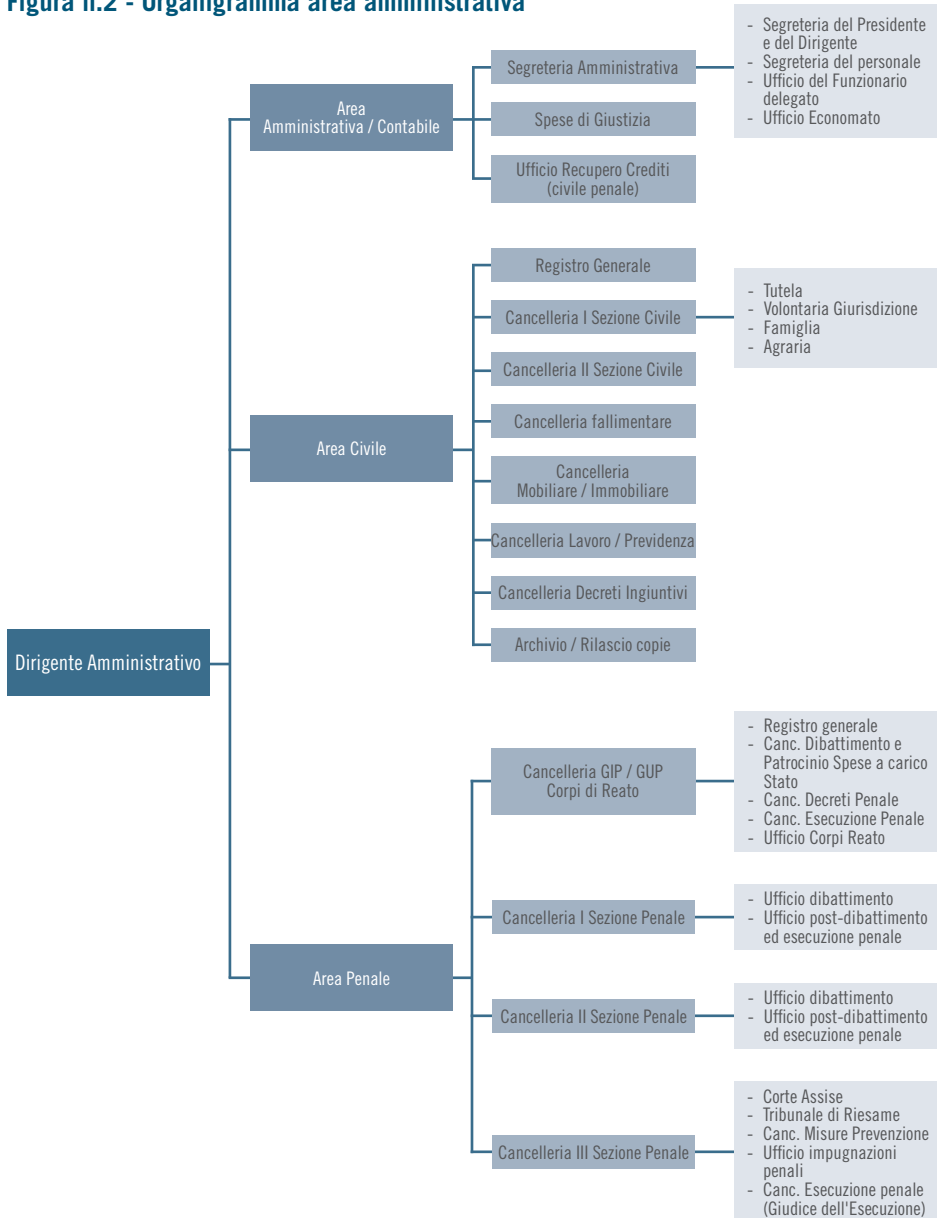 Figura n.2 - Organigramma area amministrativa
Dirigente Amministrativo
Area
Amministrativa / Contabile
Segreteria Amministrativa
- Segreteria del Presidente
e del Dirigente
- Segreteria del personale
- Ufficio del Funzionario
delegato
- Ufficio Economato
Spese di Giustizia
Ufficio Recupero Crediti
(civile penale)
Area Civile
Registro Generale
Cancelleria I Sezione Civile
- Tutela
- Volontaria Giurisdizione
- Famiglia
- Agraria
Cancelleria II Sezione Civile
Cancelleria fallimentare
Cancelleria
Mobiliare / Immobiliare
Cancelleria Lavoro / Previdenza
Cancelleria Decreti Ingiuntivi
Archivio / Rilascio copie
Area Penale
Cancelleria GIP / GUP
Corpi di Reato
- Registro generale
- Canc. Dibattimento e
Patrocinio Spese a carico
Stato
- Canc. Decreti Penale
- Canc. Esecuzione Penale
- Ufficio Corpi Reato
Cancelleria I Sezione Penale
- Ufficio dibattimento
- Ufficio post-dibattimento
ed esecuzione penale
Cancelleria II Sezione Penale
- Ufficio dibattimento
- Ufficio post-dibattimento
ed esecuzione penale
Cancelleria III Sezione Penale
- Corte Assise
- Tribunale di Riesame
- Canc. Misure Prevenzione
- Ufficio impugnazioni
penali
- Canc. Esecuzione penale
(Giudice dell'Esecuzione)